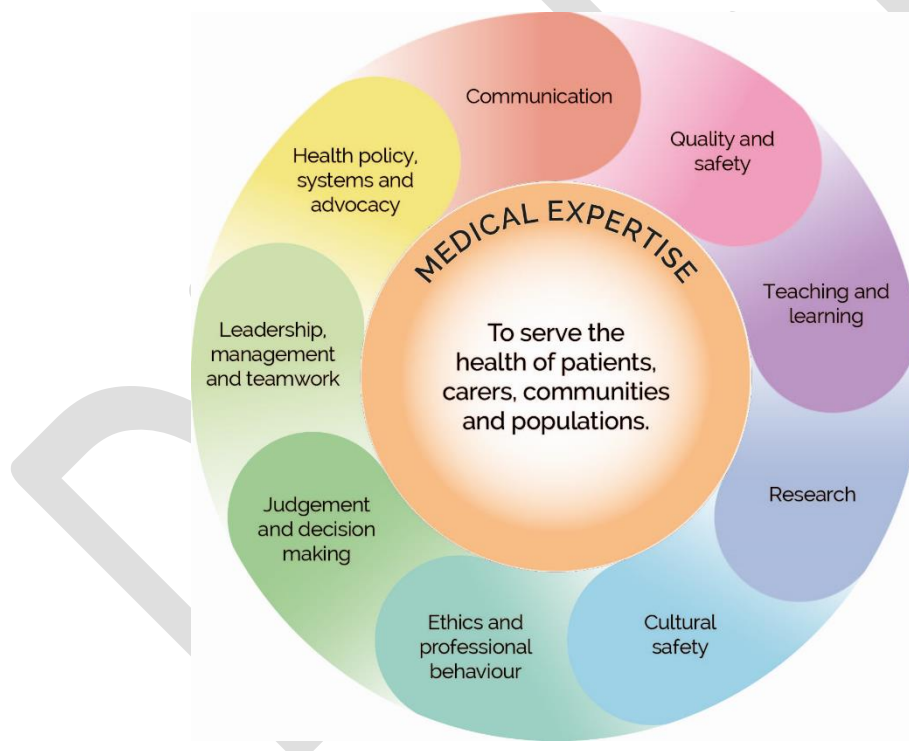 Communication
Quality and
safety
Teaching and
learning
Research
Cultural
safety
Ethics and
professional
behaviour
Judgement
and decision
making
Leadership,
management
and teamwork
Health policy,
systems and
advocacy
MEDICAL EXPERTISE
To serve the
health of patients,
carers, communities
and populations.